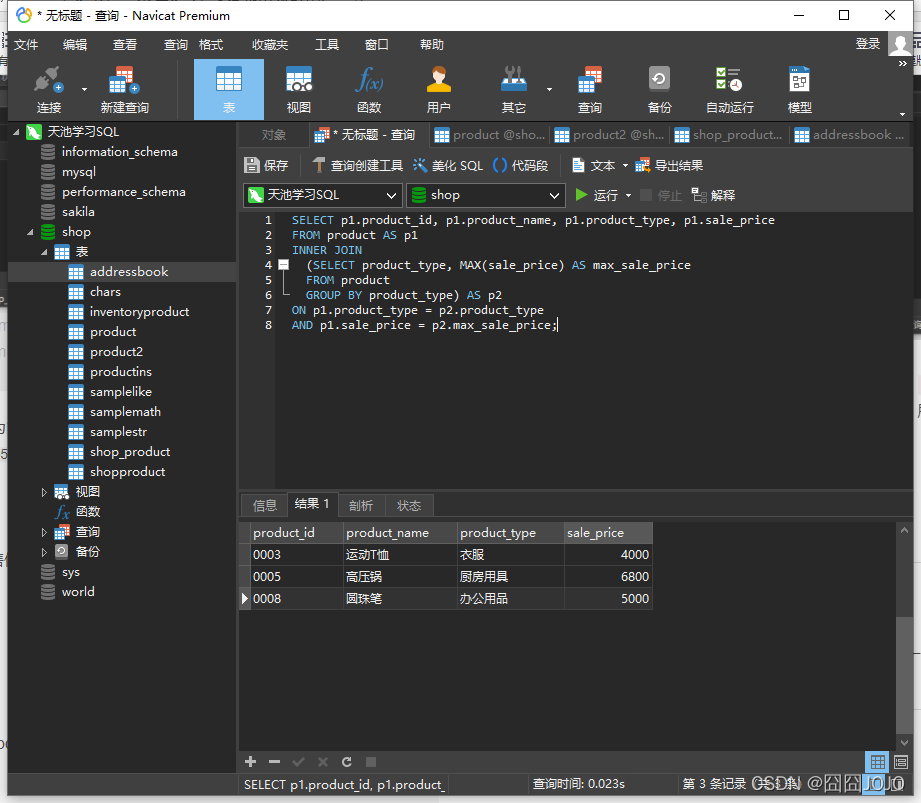 * 无标题 - 查询 - Navicat Premium
文件 编辑 查看 查询 格式 收藏夹 工具 窗口 帮助 登录
连接 新建查询 表 视图 函数 用户 其它 查询 备份 自动运行 模型
天池学习SQL
information_schema
mysql
performance_schema
sakila
shop
表
addressbook
chars
inventoryproduct
product
product2
productins
samplelike
samplemath
samplestr
shop_product
shopproduct
视图
函数
查询
备份
sys
world
对象 * 无标题 - 查询 product @sho... product2 @sh... shop_product... addressbook ...
保存 查询创建工具 美化 SQL () 代码段 文本 导出结果
天池学习SQL shop 运行 停止 解释
1 SELECT p1.product_id, p1.product_name, p1.product_type, p1.sale_price
2 FROM product AS p1
3 INNER JOIN
4 (SELECT product_type, MAX(sale_price) AS max_sale_price
5 FROM product
6 GROUP BY product_type) AS p2
7 ON p1.product_type = p2.product_type
8 AND p1.sale_price = p2.max_sale_price;
信息 结果 1 剖析 状态
product_id product_name product_type sale_price
0003 运动T恤 衣服 4000
0005 高压锅 厨房用具 6800
0008 圆珠笔 办公用品 5000
SELECT p1.product_id, p1.product_ 查询时间: 0.023s 第 3 条记录 (共 3 条)
CSDN @囧囧JOJO